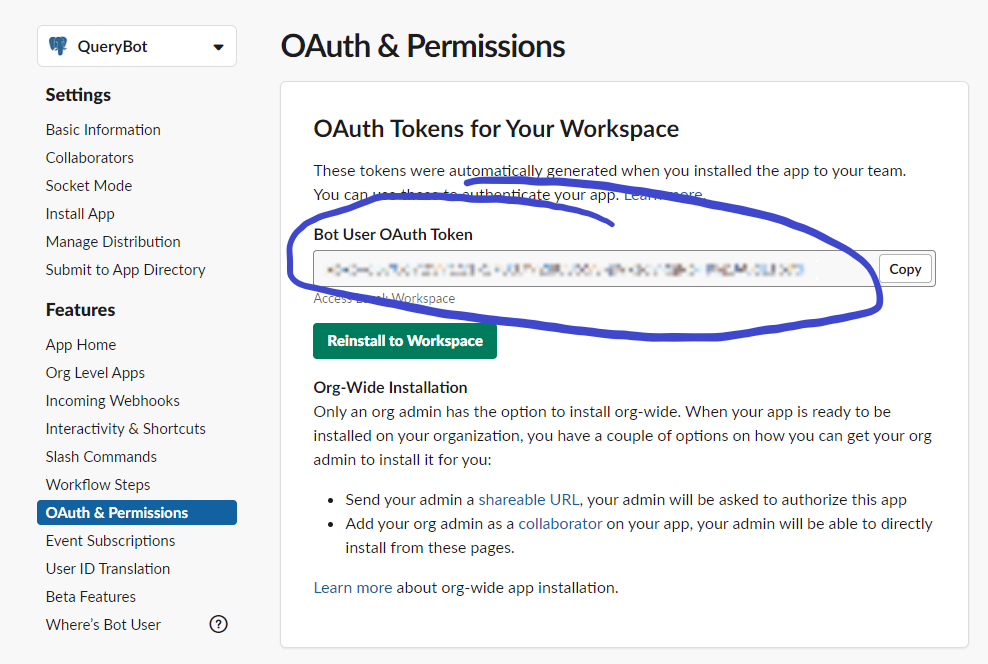 QueryBot
Settings
Basic Information
Collaborators
Socket Mode
Install App
Manage Distribution
Submit to App Directory
Features
App Home
Org Level Apps
Incoming Webhooks
Interactivity & Shortcuts
Slash Commands
Workflow Steps
OAuth & Permissions
Event Subscriptions
User ID Translation
Beta Features
Where's Bot User
?
OAuth & Permissions
OAuth Tokens for Your Workspace
These tokens were automatically generated when you installed the app to your team.
You can use these to authenticate your app. Learn more.
Bot User OAuth Token
Copy
Access Workspace
Reinstall to Workspace
Org-Wide Installation
Only an org admin has the option to install org-wide. When your app is ready to be
installed on your organization, you have a couple of options on how you can get your org
admin to install it for you:
• Send your admin a shareable URL, your admin will be asked to authorize this app
• Add your org admin as a collaborator on your app, your admin will be able to directly
install from these pages.
Learn more about org-wide app installation.